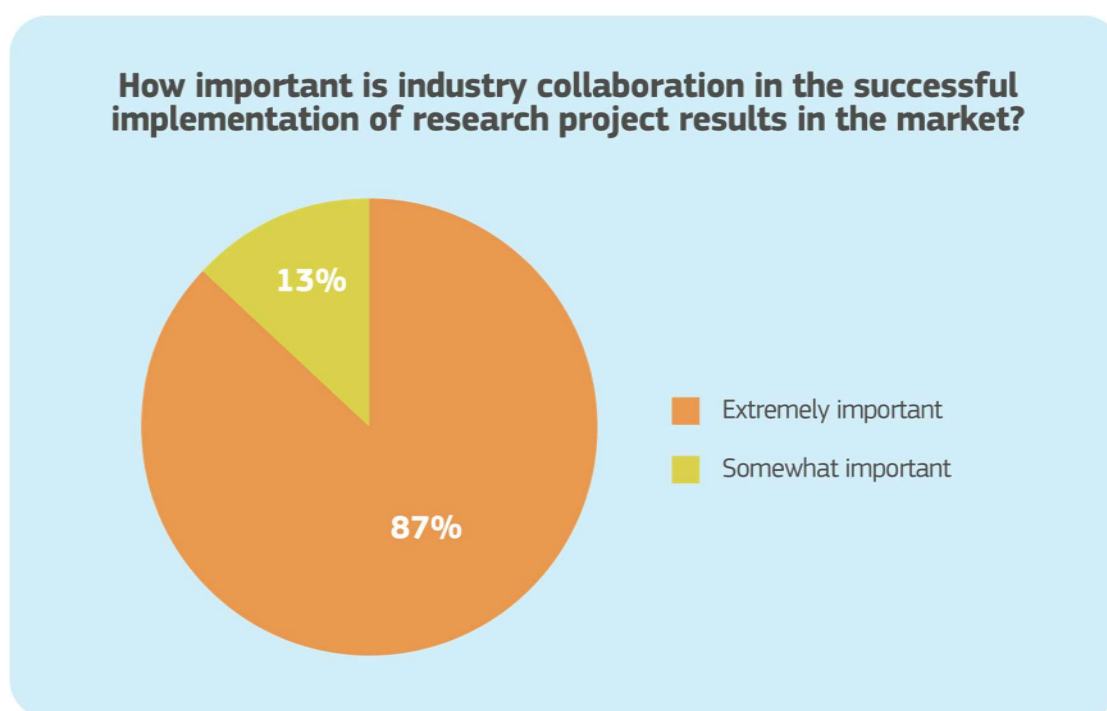 How important is industry collaboration in the successful
implementation of research project results in the market?
13%
87%
Extremely important
Somewhat important